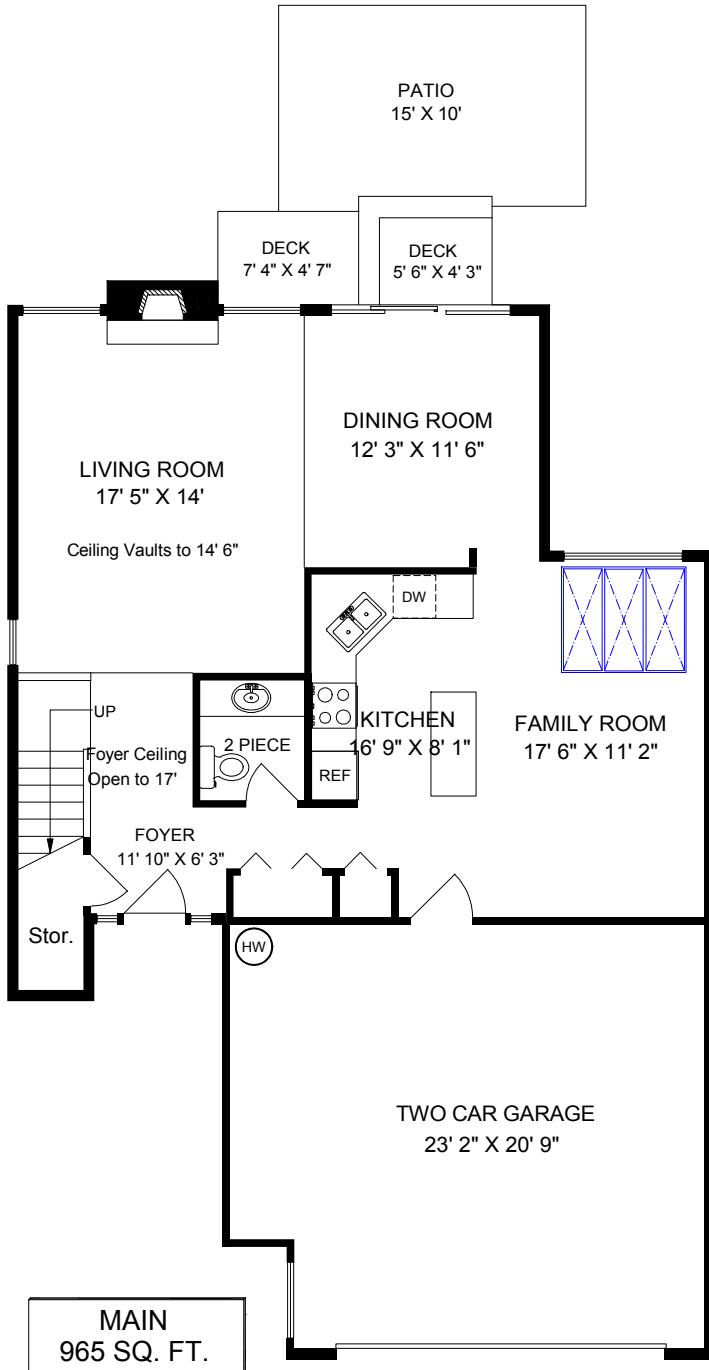 PATIO
15' X 10'
DECK
7' 4" X 4' 7"
DECK
5' 6" X 4' 3"
DINING ROOM
12' 3" X 11' 6"
LIVING ROOM
17' 5" X 14'
Ceiling Vaults to 14' 6"
DW
UP
Foyer Ceiling
Open to 17'
2 PIECE
KITCHEN
16' 9" X 8' 1"
REF
FAMILY ROOM
17' 6" X 11' 2"
FOYER
11' 10" X 6' 3"
Stor.
HW
TWO CAR GARAGE
23' 2" X 20' 9"
MAIN
965 SQ. FT.